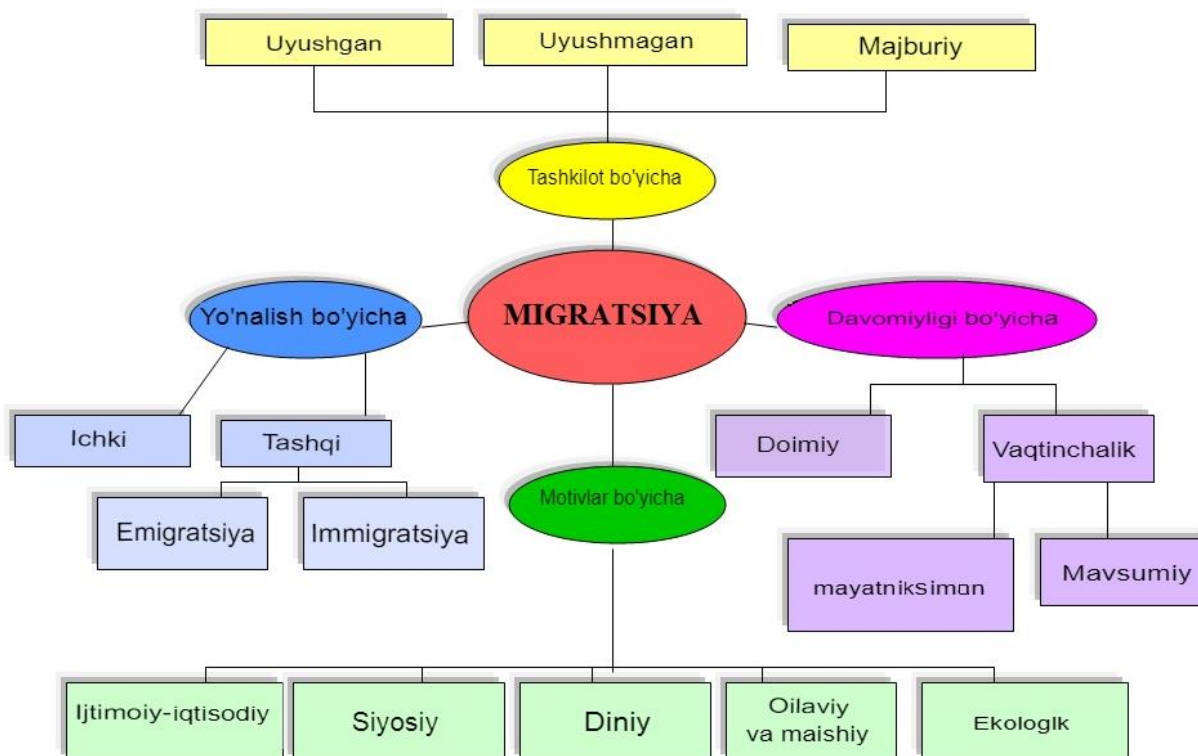 Uyushgan
Uyushmagan
Majburiy
Tashkilot bo'yicha
Yo'nalish bo'yicha
MIGRATSIYA
Davomiyligi bo'yicha
Ichki
Tashqi
Doimiy
Vaqtinchalik
Motivlar bo'yicha
Emigratsiya
Immigratsiya
mayatniksimon
Mavsumiy
Ijtimoiy-iqtisodiy
Siyosiy
Diniy
Oilaviy
va maishiy
Ekologlk